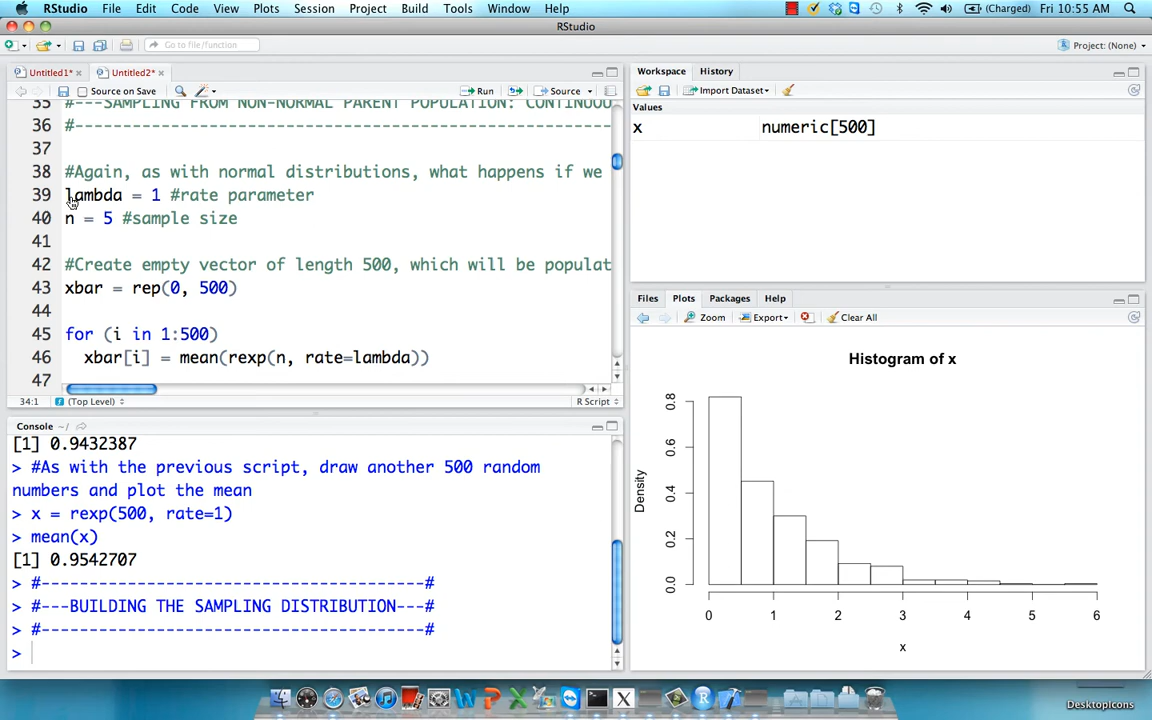 RStudio File Edit Code View Plots Session Project Build Tools Window Help (Charged) Fri 10:55 AM
RStudio
Go to file/function Project: (None)
Untitled1* Untitled2*
Source on Save Run Source
35 #---SAMPLING FROM NON-NORMAL PARENT POPULATION: CONTINUOU
36 #-----------------------------------------------------------
37
38 #Again, as with normal distributions, what happens if we
39 lambda = 1 #rate parameter
40 n = 5 #sample size
41
42 #Create empty vector of length 500, which will be populat
43 xbar = rep(0, 500)
44
45 for (i in 1:500)
46 xbar[i] = mean(rexp(n, rate=lambda))
47
34:1 (Top Level) R Script
Console ~/
[1] 0.9432387
> #As with the previous script, draw another 500 random
numbers and plot the mean
> x = rexp(500, rate=1)
> mean(x)
[1] 0.9542707
> #-----------------------------------------#
> #---BUILDING THE SAMPLING DISTRIBUTION---#
> #-----------------------------------------#
>
Workspace History
Import Dataset
Values
x numeric[500]
Files Plots Packages Help
Zoom Export Clear All
Histogram of x
Density
0.8
0.6
0.4
0.2
0.0
0 1 2 3 4 5 6
x
DesktopIcons